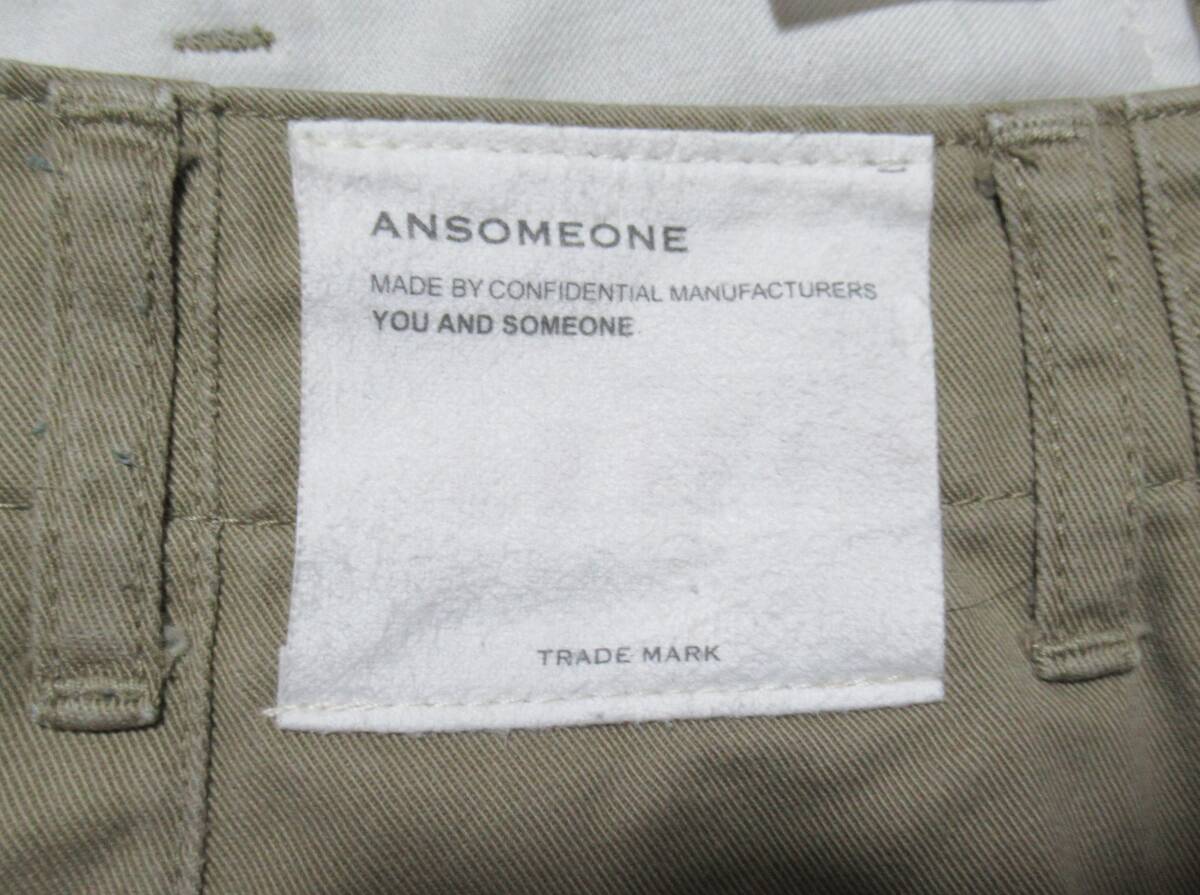 ANSOMEONE
MADE BY CONFIDENTIAL MANUFACTURERS
YOU AND SOMEONE.
TRADE MARK